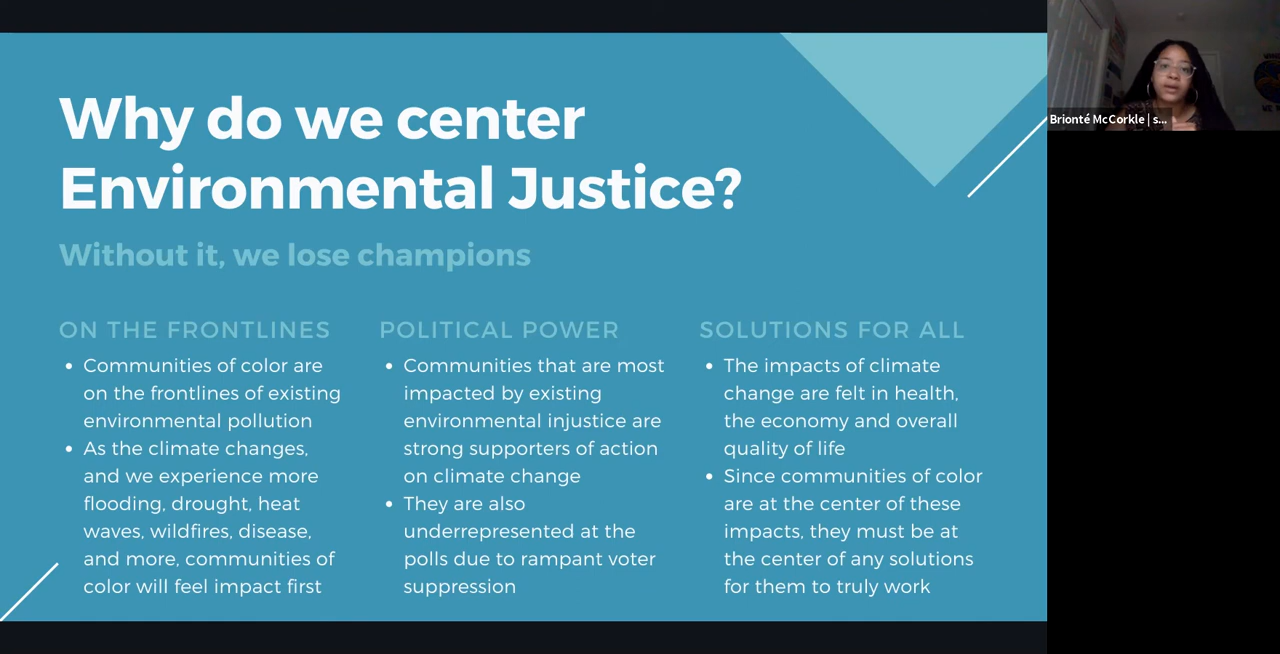 Why do we center
Environmental Justice?
Without it, we lose champions
ON THE FRONTLINES
• Communities of color are
on the frontlines of existing
environmental pollution
• As the climate changes,
and we experience more
flooding, drought, heat
waves, wildfires, disease,
and more, communities of
color will feel impact first
POLITICAL POWER
• Communities that are most
impacted by existing
environmental injustice are
strong supporters of action
on climate change
• They are also
underrepresented at the
polls due to rampant voter
suppression
SOLUTIONS FOR ALL
• The impacts of climate
change are felt in health,
the economy and overall
quality of life
• Since communities of color
are at the center of these
impacts, they must be at
the center of any solutions
for them to truly work
Brionté McCorkle | s...